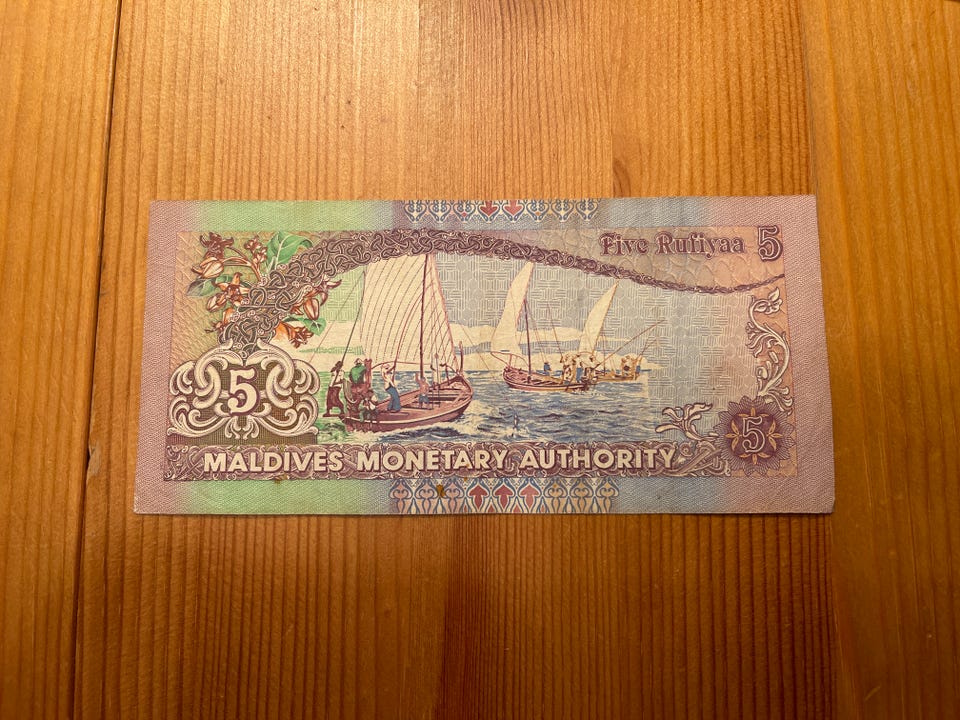 Five Rufiyaa 5
5
5
MALDIVES MONETARY AUTHORITY